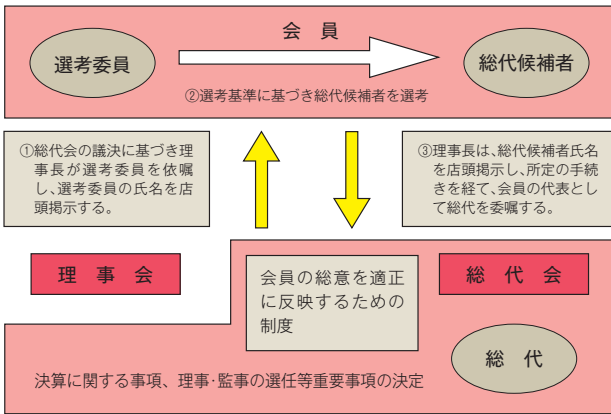 会員
選考委員
総代候補者
②選考基準に基づき総代候補者を選考
①総代会の議決に基づき理
事長が選考委員を依嘱
し、選考委員の氏名を店
頭掲示する。
③理事長は、総代候補者氏名
を店頭掲示し、所定の手続
きを経て、会員の代表とし
て総代を委嘱する。
理事会
会員の総意を適正
に反映するための
制度
総代会
総代
決算に関する事項、理事・監事の選任等重要事項の決定